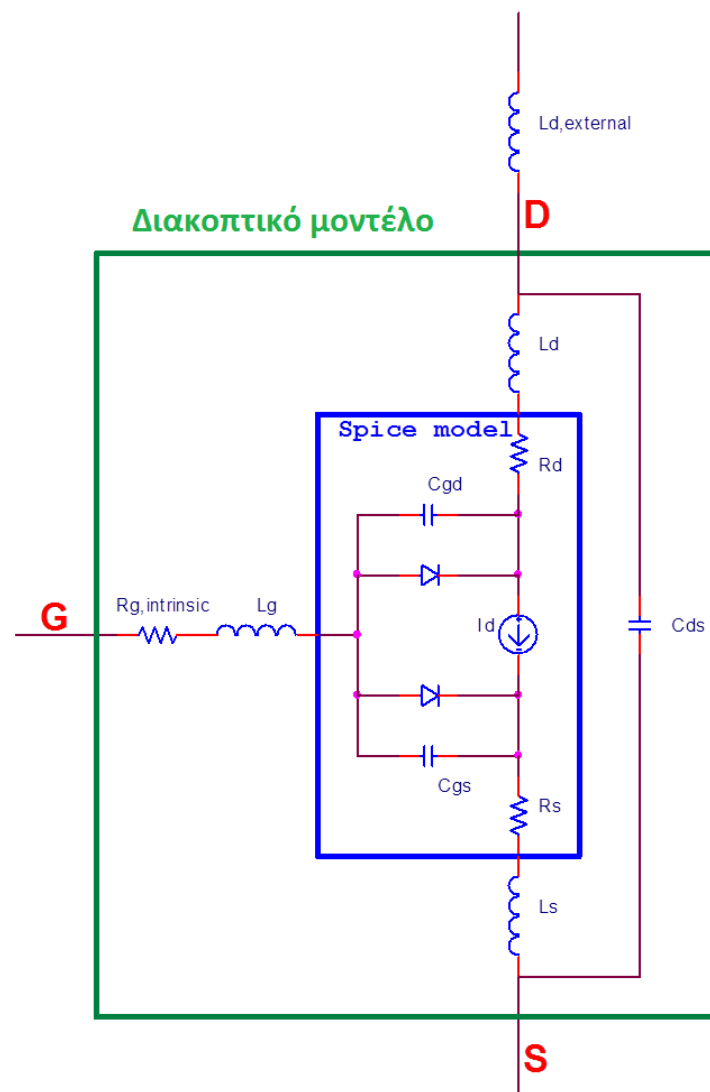 Ld,external
D
Διακοπτικό μοντέλο
Ld
Spice model
Rd
Cgd
G
Rg,intrinsic
Lg
Id
Cds
Cgs
Rs
Ls
S